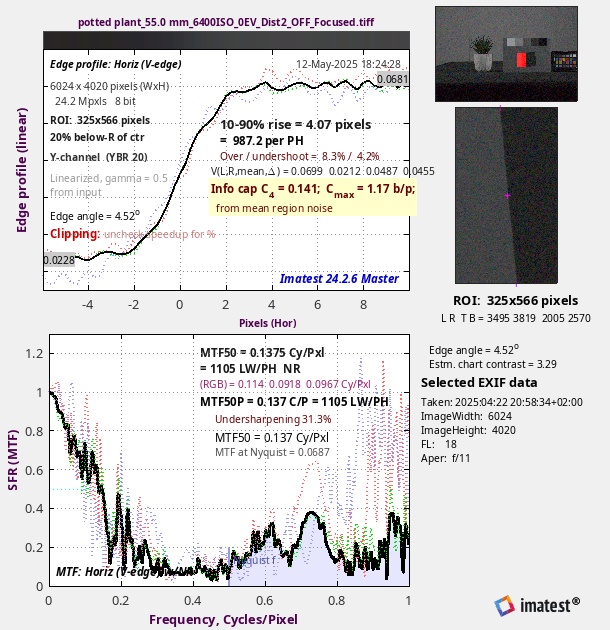 potted plant_55.0 mm_6400ISO_0EV_Dist2_OFF_Focused.tiff
Edge profile: Horiz (V-edge)
12-May-2025 18:24:28
0.0681
6024 x 4020 pixels (WxH)
24.2 Mpxls 8 bit
ROI: 325x566 pixels
20% below-R of ctr
Y-channel (YBR 20)
Linearized, gamma = 0.5
from input
Edge angle = 4.52°
Clipping: uncheck speedup for %
10-90% rise = 4.07 pixels
= 987.2 per PH
Over / undershoot = 8.3% / 4.2%
V(L,R,mean,Δ) = 0.0699 0.0212 0.0487 0.0455
Info cap C4 = 0.141; Cmax = 1.17 b/p;
from mean region noise
0.0228
Imatest 24.2.6 Master
Edge profile (linear)
-4 -2 0 2 4 6 8
Pixels (Hor)
ROI: 325x566 pixels
L R T B = 3495 3819 2005 2570
Edge angle = 4.52°
Estm. chart contrast = 3.29
Selected EXIF data
Taken: 2025:04:22 20:58:34+02:00
ImageWidth: 6024
ImageHeight: 4020
FL: 18
Aper: f/11
MTF50 = 0.1375 Cy/Pxl
= 1105 LW/PH NR
(RGB) = 0.114 0.0918 0.0967 Cy/Pxl
MTF50P = 0.137 C/P = 1105 LW/PH
Undersharpening 31.3%
MTF50 = 0.137 Cy/Pxl
MTF at Nyquist = 0.0687
SFR (MTF)
1.2
1
0.8
0.6
0.4
0.2
0
Nyquist f
MTF: Horiz (V-edge)
0 0.2 0.4 0.6 0.8 1
Frequency, Cycles/Pixel
imatest®